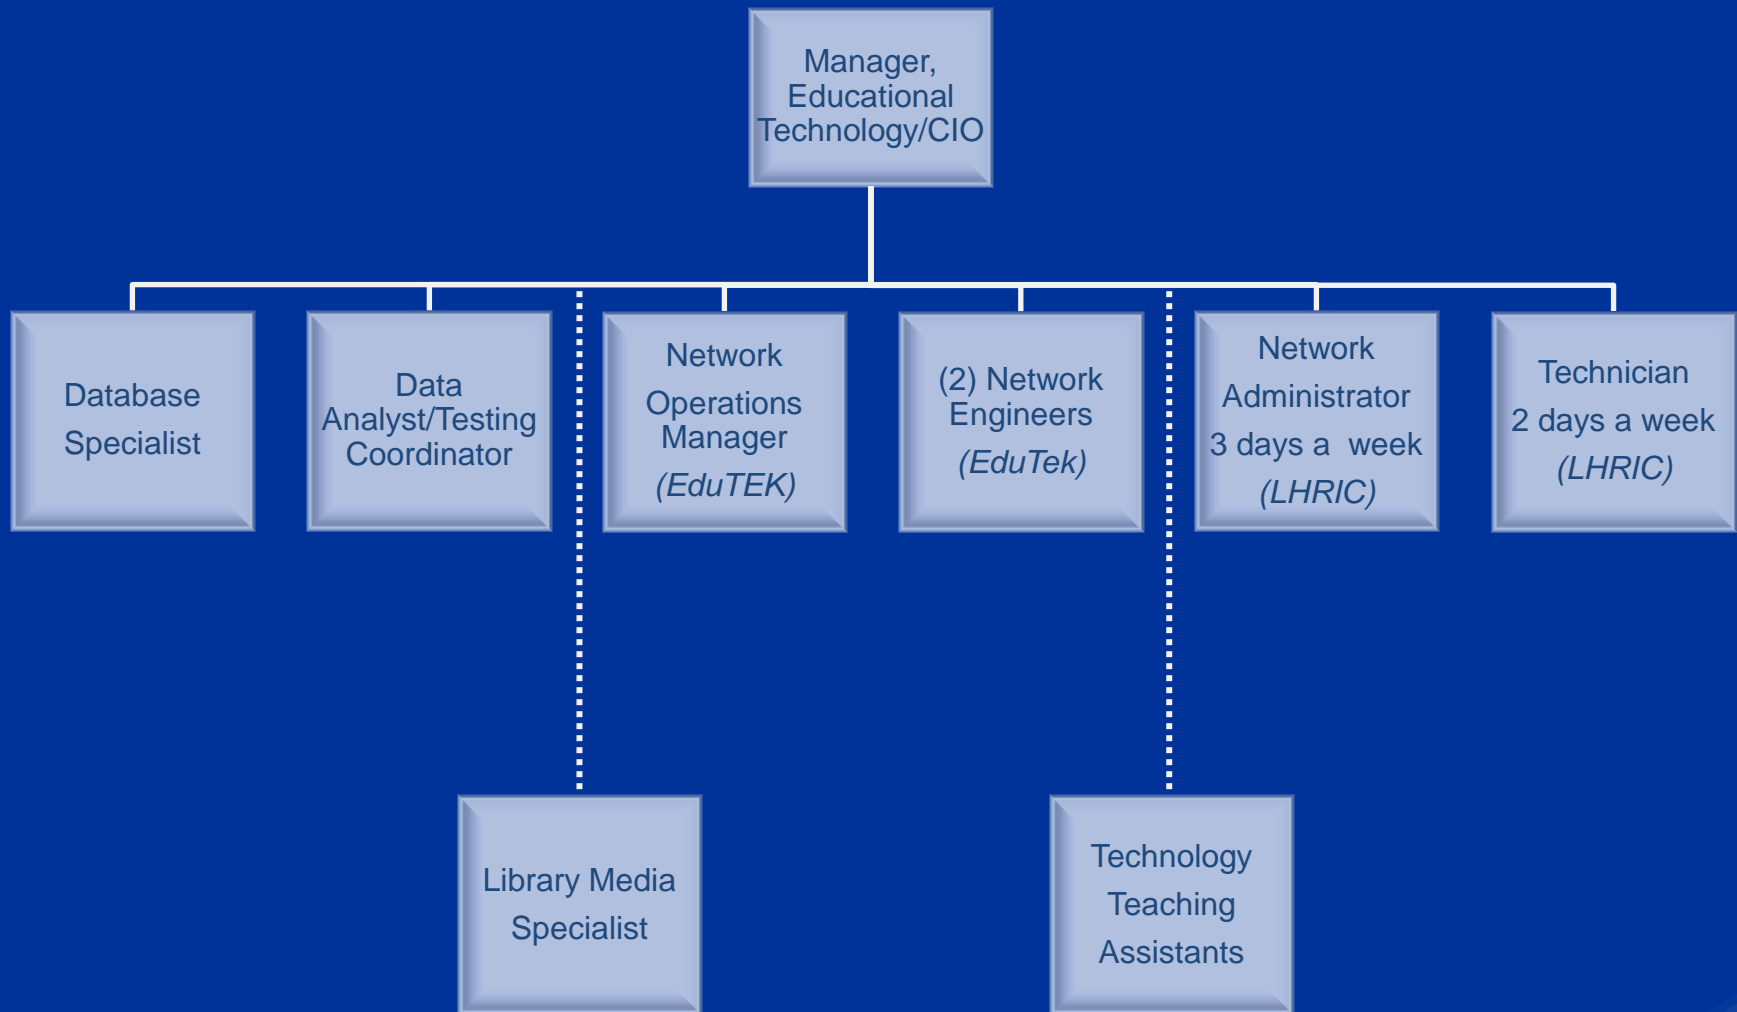 Manager,
Educational
Technology/CIO
Database
Specialist
Data
Analyst/Testing
Coordinator
Network
Operations
Manager
(EduTEK)
(2) Network
Engineers
(EduTek)
Network
Administrator
3 days a  week
(LHRIC)
Technician
2 days a week
(LHRIC)
Library Media
Specialist
Technology
Teaching
Assistants